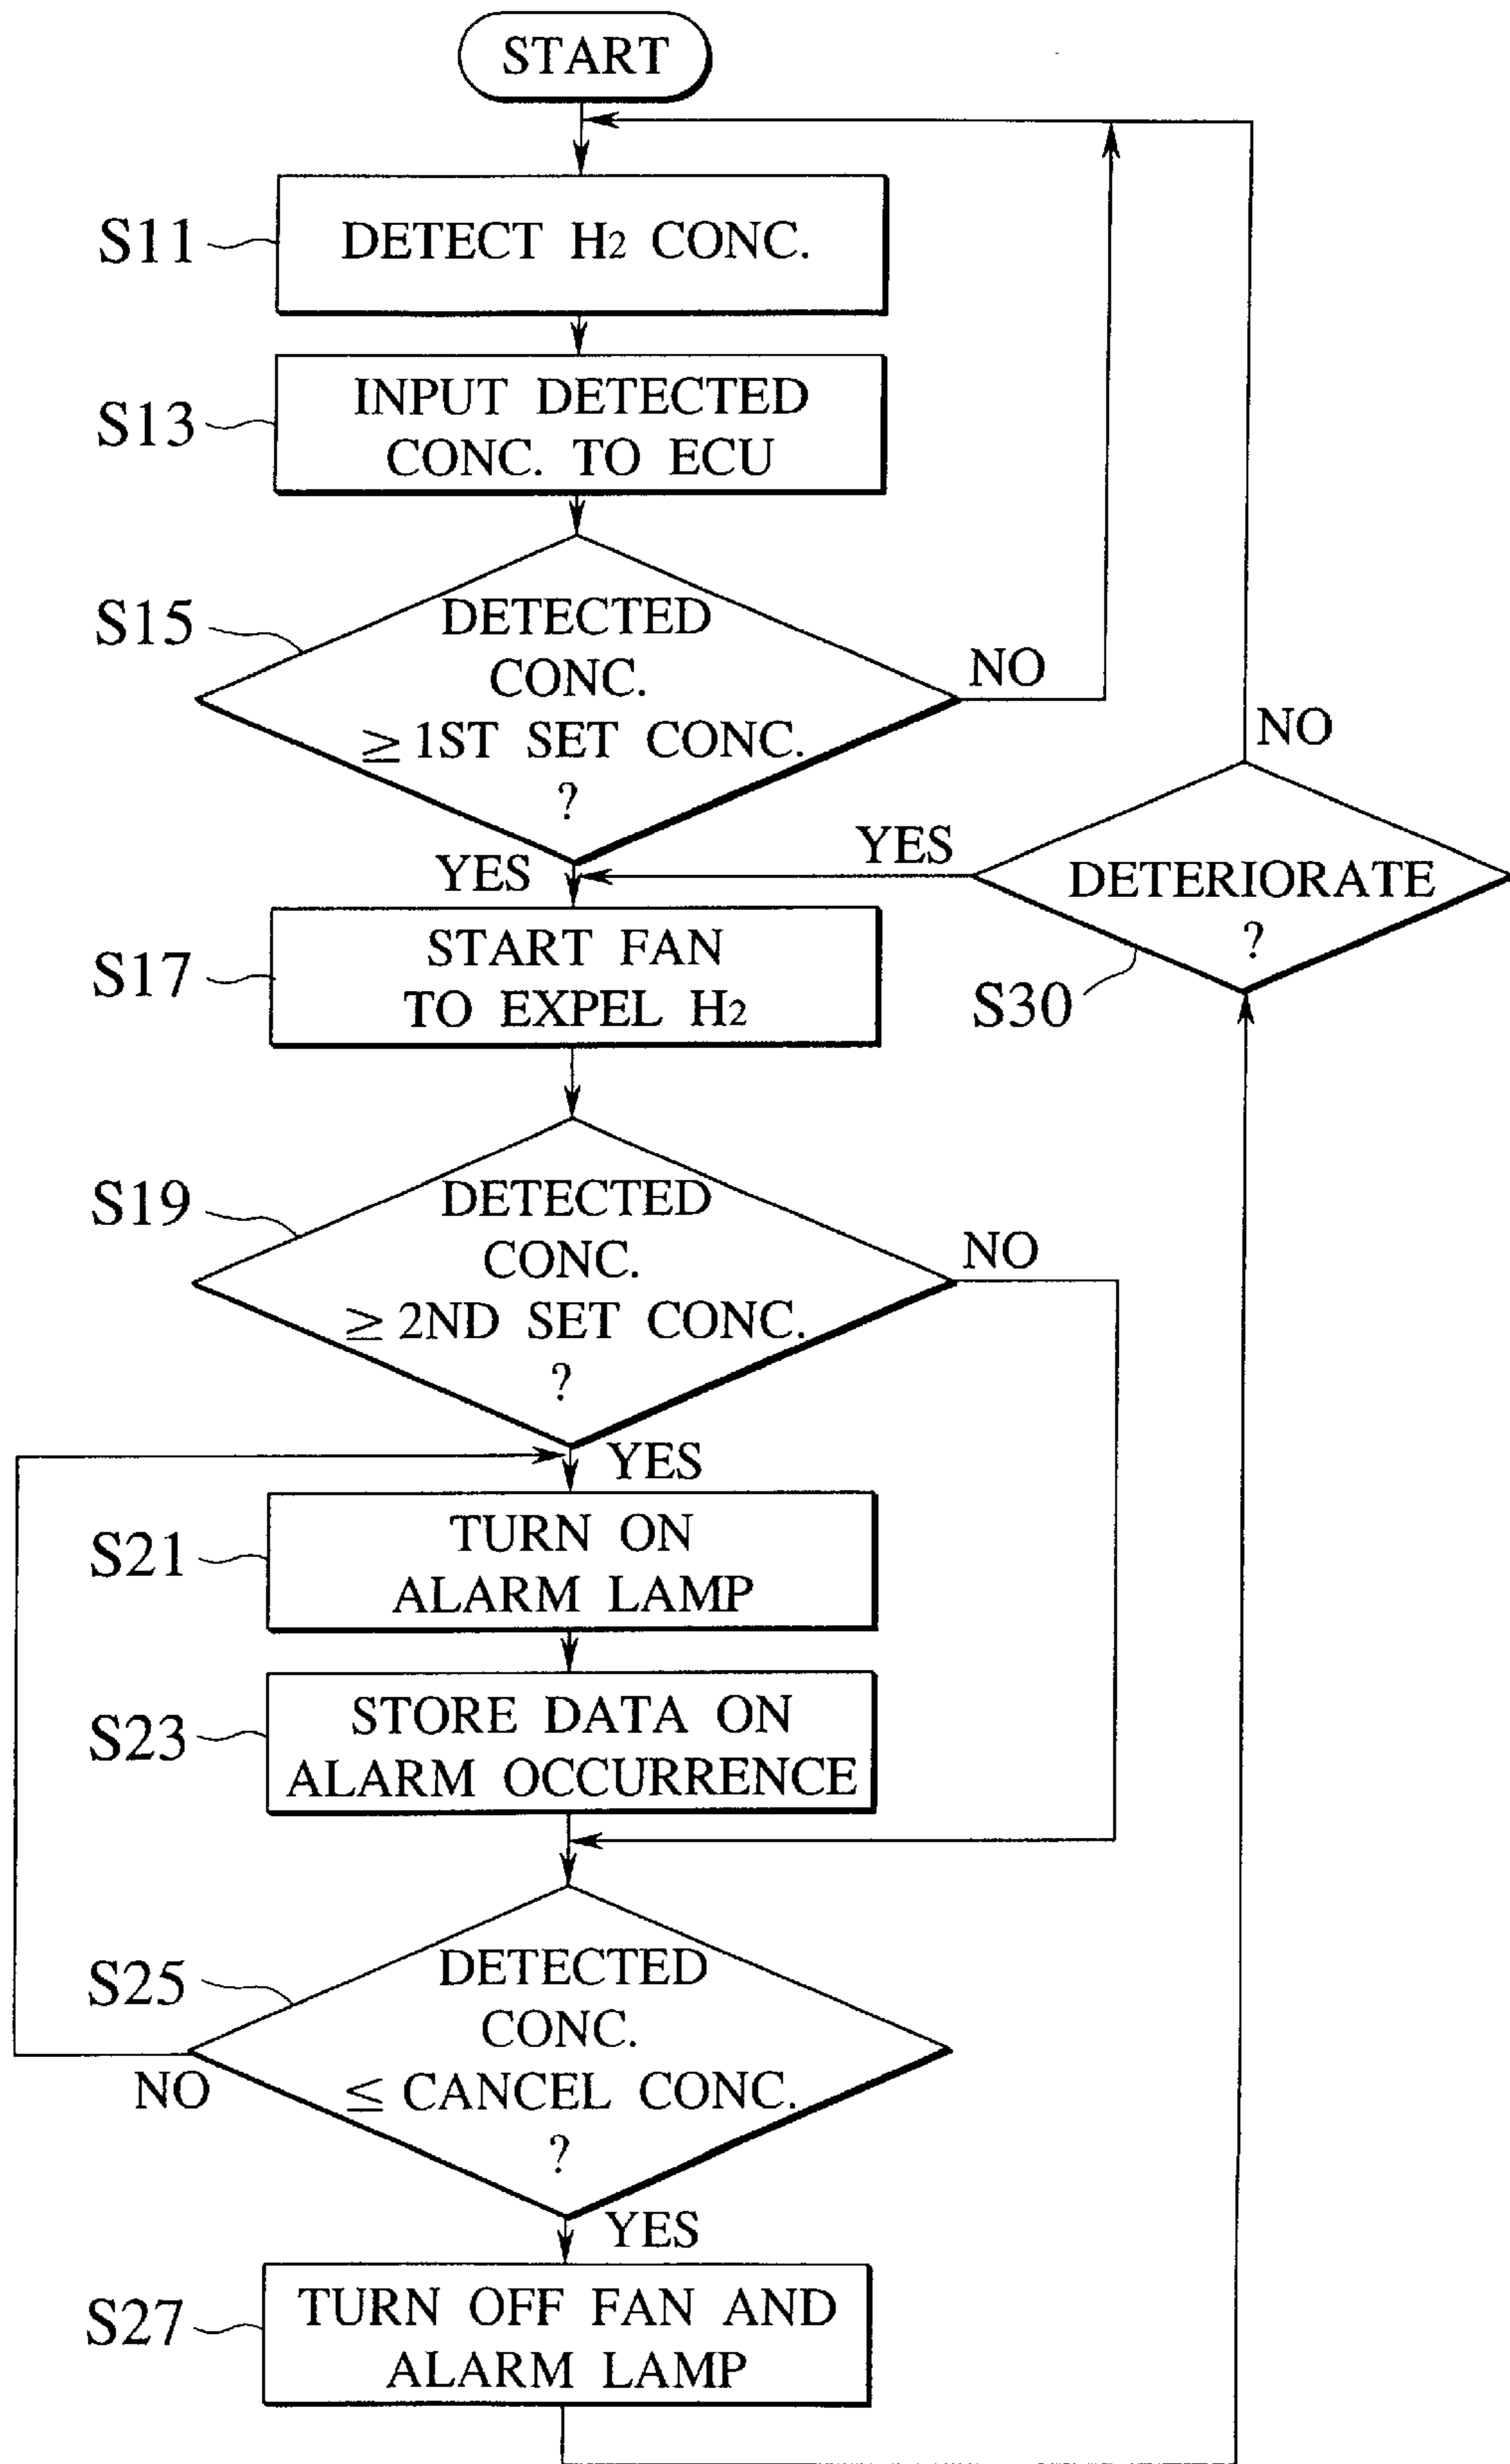 START
S11
DETECT H2 CONC.
S13
INPUT DETECTED
CONC. TO ECU
S15
DETECTED
CONC.
≥ 1ST SET CONC.
?
NO
YES
S17
START FAN
TO EXPEL H2
NO
YES
DETERIORATE
?
S30
S19
DETECTED
CONC.
≥ 2ND SET CONC.
?
NO
YES
S21
TURN ON
ALARM LAMP
S23
STORE DATA ON
ALARM OCCURRENCE
S25
DETECTED
CONC.
≤ CANCEL CONC.
?
NO
YES
S27
TURN OFF FAN AND
ALARM LAMP